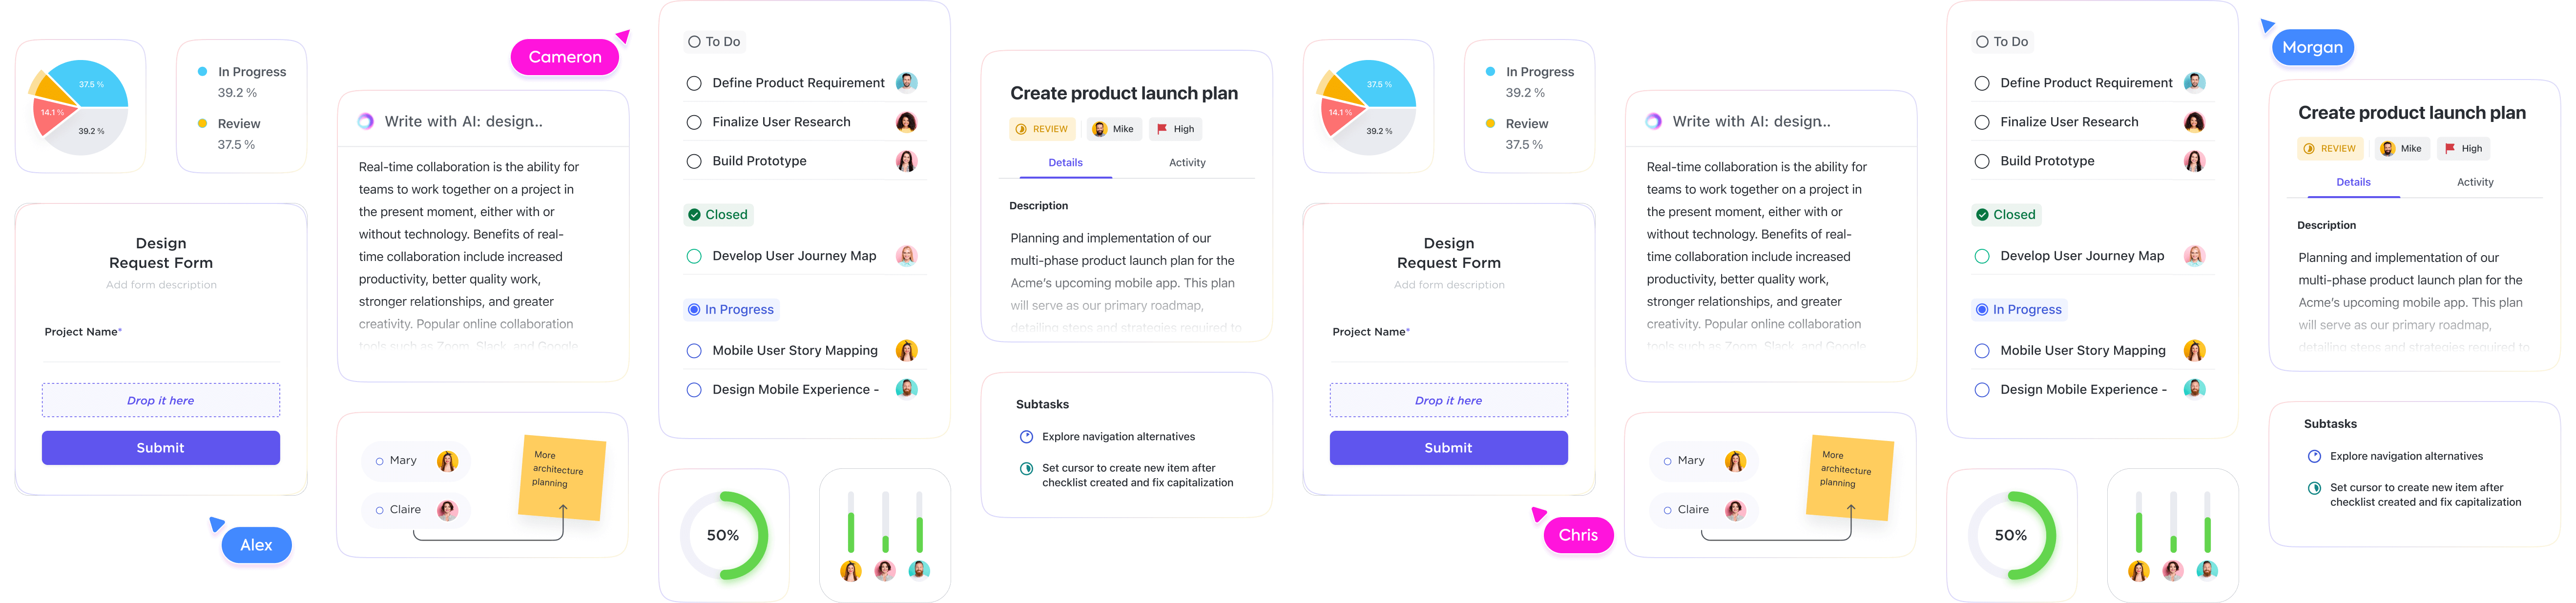 37.5 %
14.1 %
39.2 %
In Progress
39.2 %
Review
37.5 %
Design
Request Form
Add form description
Project Name*
Drop it here
Submit
Alex
Cameron
Write with AI: design...
Real-time collaboration is the ability for
teams to work together on a project in
the present moment, either with or
without technology. Benefits of real-
time collaboration include increased
productivity, better quality work,
stronger relationships, and greater
creativity. Popular online collaboration
tools such as Zoom, Slack, and Google
Mary
Claire
More
architecture
planning
To Do
Define Product Requirement
Finalize User Research
Build Prototype
Closed
Develop User Journey Map
In Progress
Mobile User Story Mapping
Design Mobile Experience -
50%
Create product launch plan
REVIEW
Mike
High
Details
Activity
Description
Planning and implementation of our
multi-phase product launch plan for the
Acme's upcoming mobile app. This plan
will serve as our primary roadmap,
detailing steps and strategies required to
Subtasks
Explore navigation alternatives
Set cursor to create new item after
checklist created and fix capitalization
37.5 %
14.1 %
39.2 %
In Progress
39.2 %
Review
37.5 %
Design
Request Form
Add form description
Project Name*
Drop it here
Submit
Chris
Write with AI: design...
Real-time collaboration is the ability for
teams to work together on a project in
the present moment, either with or
without technology. Benefits of real-
time collaboration include increased
productivity, better quality work,
stronger relationships, and greater
creativity. Popular online collaboration
tools such as Zoom, Slack, and Google
Mary
Claire
More
architecture
planning
To Do
Define Product Requirement
Finalize User Research
Build Prototype
Closed
Develop User Journey Map
In Progress
Mobile User Story Mapping
Design Mobile Experience -
50%
Morgan
Create product launch plan
REVIEW
Mike
High
Details
Activity
Description
Planning and implementation of our
multi-phase product launch plan for the
Acme's upcoming mobile app. This plan
will serve as our primary roadmap,
detailing steps and strategies required to
Subtasks
Explore navigation alternatives
Set cursor to create new item after
checklist created and fix capitalization